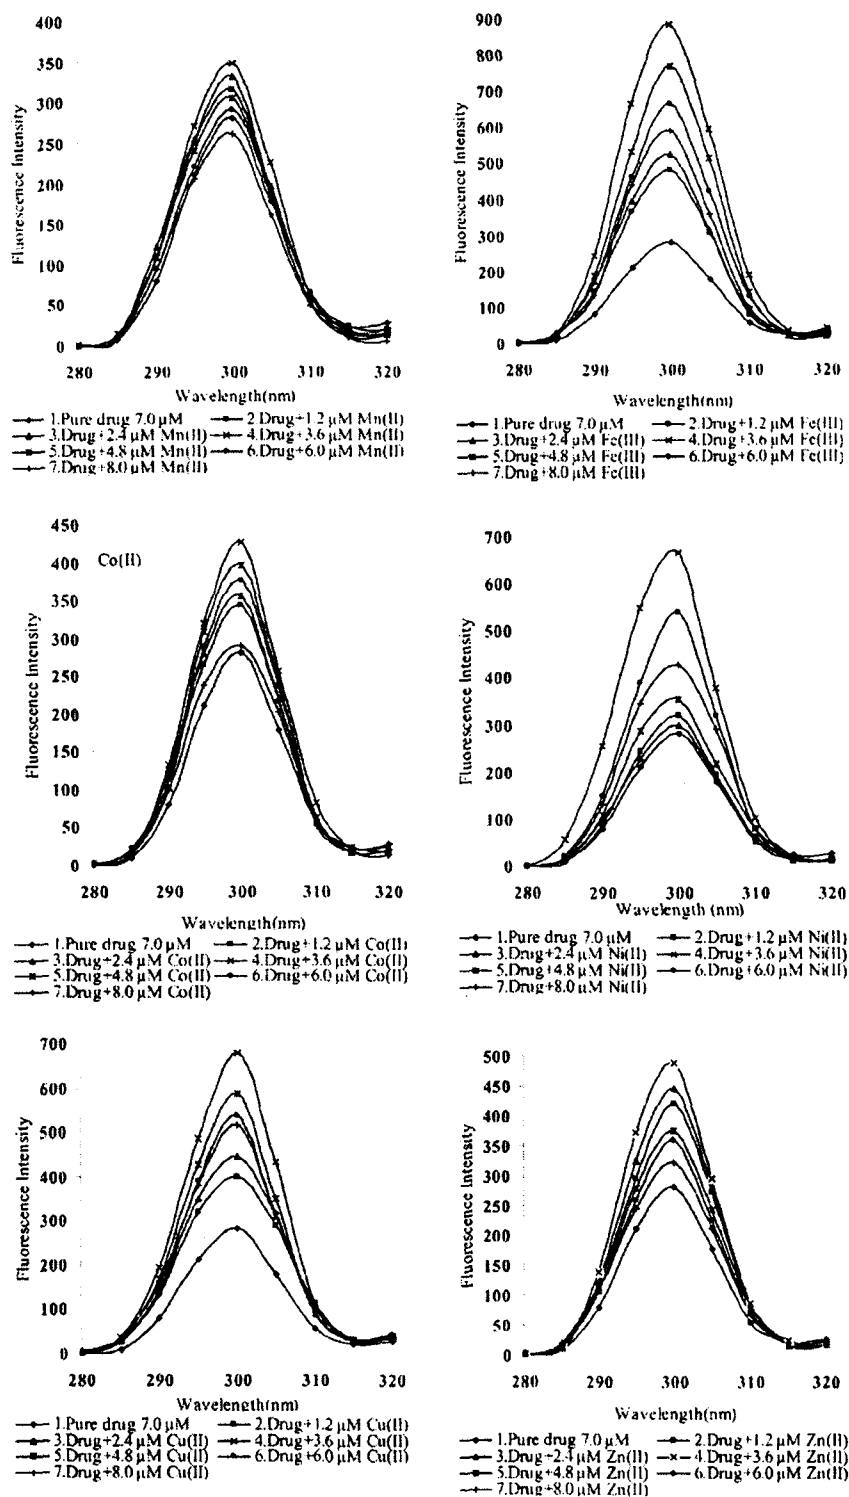 400
350
300
250
200
150
100
50
0
Fluorescence Intensity
280 290 300 310 320
Wavelength(nm)
1.Pure drug 7.0 µM 2.Drug+1.2 µM Mn(II)
3.Drug+2.4 µM Mn(II) 4.Drug+3.6 µM Mn(II)
5.Drug+4.8 µM Mn(II) 6.Drug+6.0 µM Mn(II)
7.Drug+8.0 µM Mn(II)
900
800
700
600
500
400
300
200
100
0
Fluorescence Intensity
280 290 300 310 320
Wavelength(nm)
1.Pure drug 7.0 µM 2.Drug+1.2 µM Fe(III)
3.Drug+2.4 µM Fe(III) 4.Drug+3.6 µM Fe(III)
5.Drug+4.8 µM Fe(III) 6.Drug+6.0 µM Fe(III)
7.Drug+8.0 µM Fe(III)
450
400
350
300
250
200
150
100
50
0
Co(II)
Fluorescence Intensity
280 290 300 310 320
Wavelength(nm)
1.Pure drug 7.0 µM 2.Drug+1.2 µM Co(II)
3.Drug+2.4 µM Co(II) 4.Drug+3.6 µM Co(II)
5.Drug+4.8 µM Co(II) 6.Drug+6.0 µM Co(II)
7.Drug+8.0 µM Co(II)
700
600
500
400
300
200
100
0
Fluorescence Intensity
280 290 300 310 320
Wavelength (nm)
1.Pure drug 7.0 µM 2.Drug+1.2 µM Ni(II)
3.Drug+2.4 µM Ni(II) 4.Drug+3.6 µM Ni(II)
5.Drug+4.8 µM Ni(II) 6.Drug+6.0 µM Ni(II)
7.Drug+8.0 µM Ni(II)
700
600
500
400
300
200
100
0
Fluorescence Intensity
280 290 300 310 320
Wavelength(nm)
1.Pure drug 7.0 µM 2.Drug+1.2 µM Cu(II)
3.Drug+2.4 µM Cu(II) 4.Drug+3.6 µM Cu(II)
5.Drug+4.8 µM Cu(II) 6.Drug+6.0 µM Cu(II)
7.Drug+8.0 µM Cu(II)
500
450
400
350
300
250
200
150
100
50
0
Fluorescence Intensity
280 290 300 310 320
Wavelength(nm)
1.Pure drug 7.0 µM 2.Drug+1.2 µM Zn(II)
3.Drug+2.4 µM Zn(II) 4.Drug+3.6 µM Zn(II)
5.Drug+4.8 µM Zn(II) 6.Drug+6.0 µM Zn(II)
7.Drug+8.0 µM Zn(II)